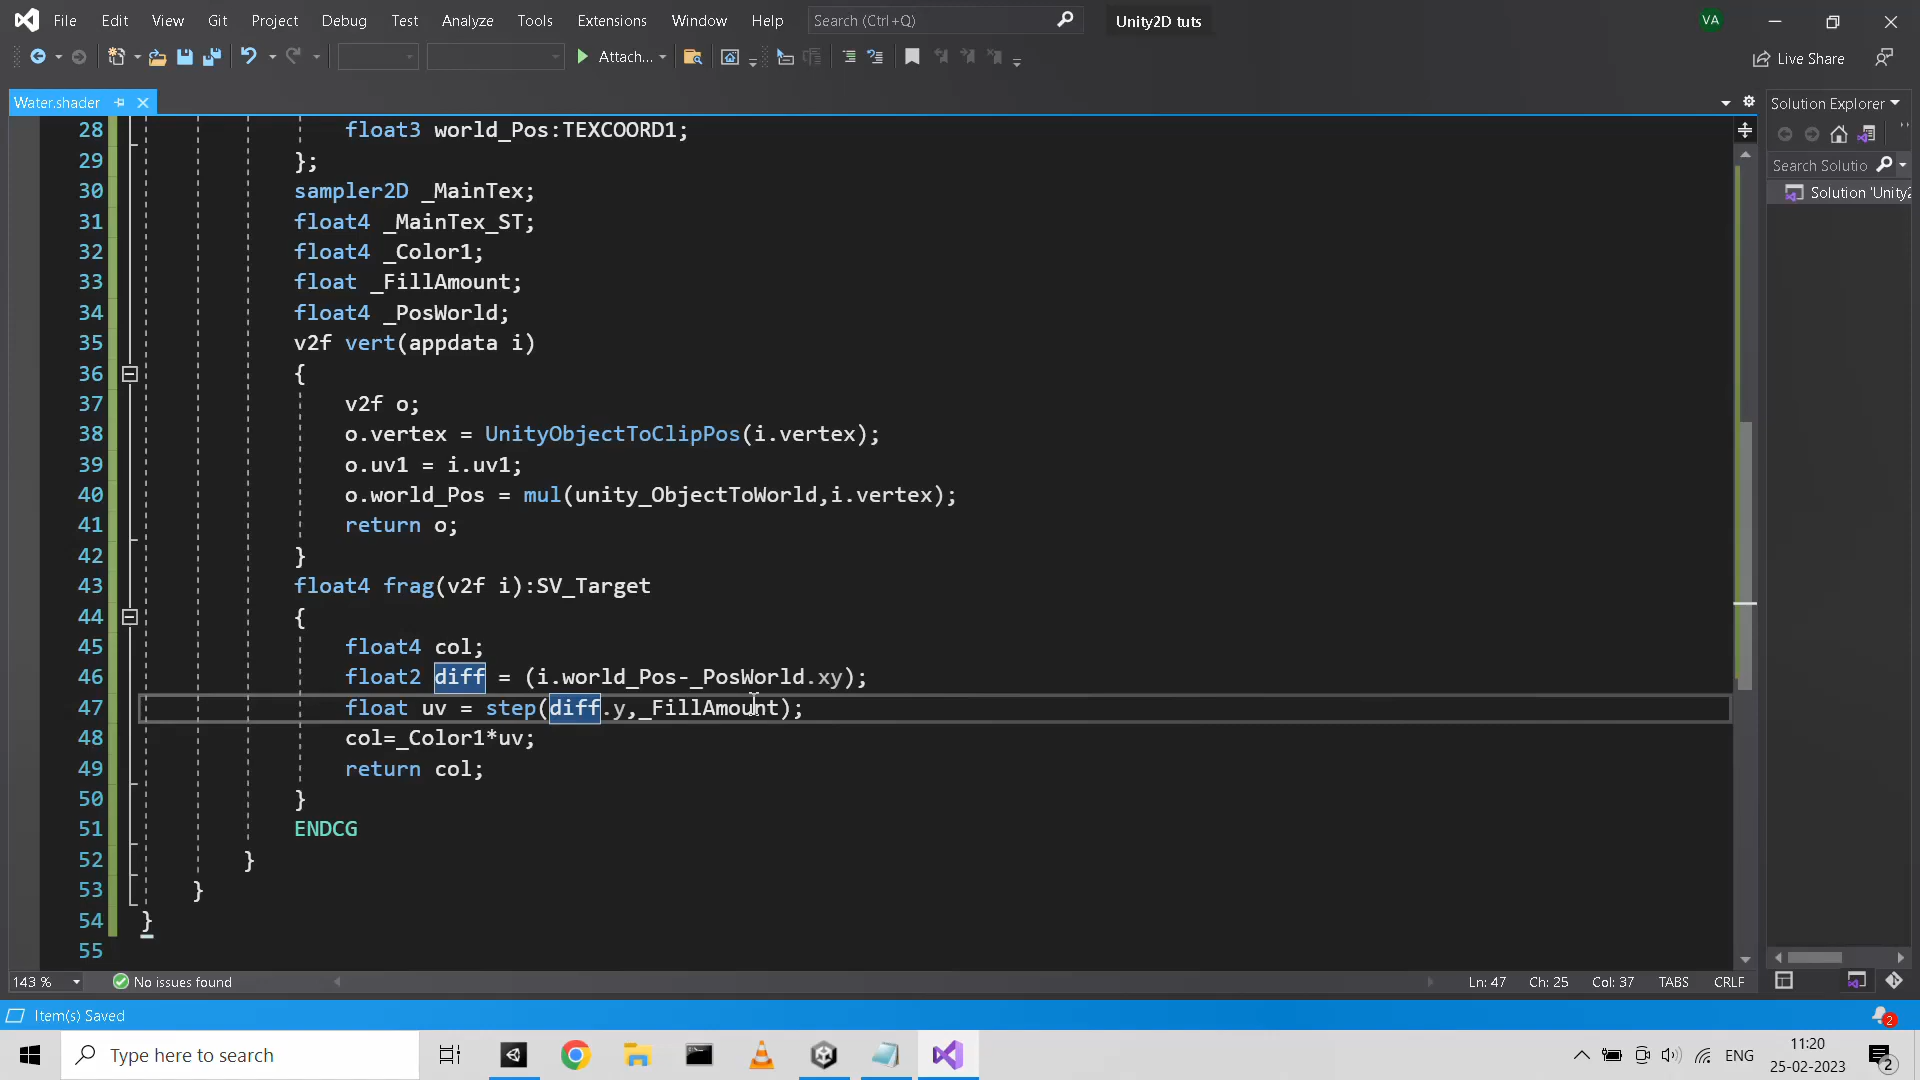 File Edit View Git Project Debug Test Analyze Tools Extensions Window Help Search (Ctrl+Q) Unity2D tuts VA
Attach... Live Share
Water.shader Solution Explorer
Search Solutio
Solution 'Unity2
28 float3 world_Pos:TEXCOORD1;
29 };
30 sampler2D _MainTex;
31 float4 _MainTex_ST;
32 float4 _Color1;
33 float _FillAmount;
34 float4 _PosWorld;
35 v2f vert(appdata i)
36 {
37 v2f o;
38 o.vertex = UnityObjectToClipPos(i.vertex);
39 o.uv1 = i.uv1;
40 o.world_Pos = mul(unity_ObjectToWorld,i.vertex);
41 return o;
42 }
43 float4 frag(v2f i):SV_Target
44 {
45 float4 col;
46 float2 diff = (i.world_Pos-_PosWorld.xy);
47 float uv = step(diff.y,_FillAmount);
48 col=_Color1*uv;
49 return col;
50 }
51 ENDCG
52 }
53 }
54 }
55
143 % No issues found Ln: 47 Ch: 25 Col: 37 TABS CRLF
Item(s) Saved 2
Type here to search ENG 11:20
25-02-2023 2